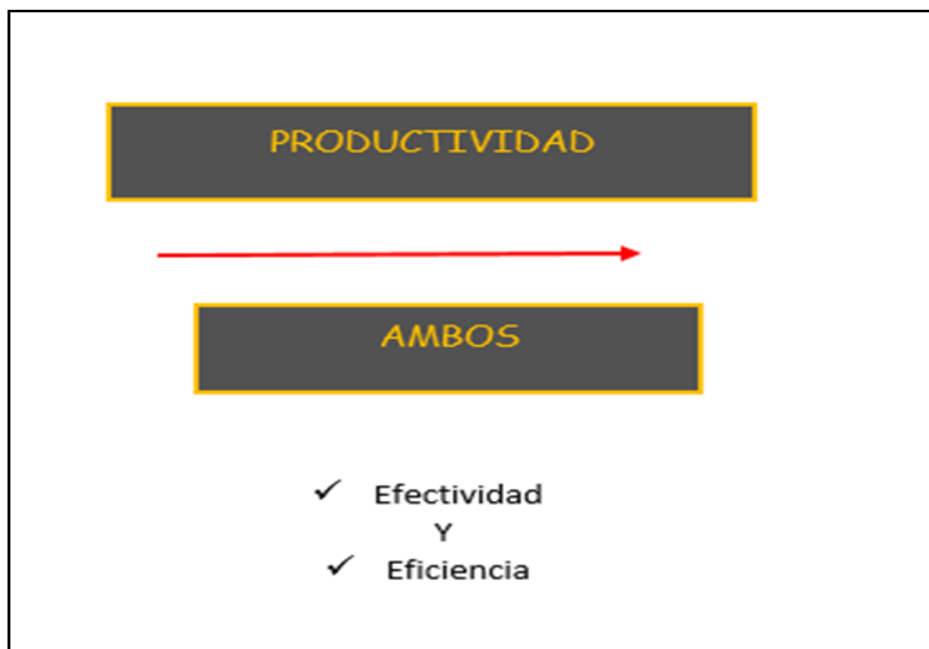 PRODUCTIVIDAD
AMBOS
✓ Efectividad
Y
✓ Eficiencia